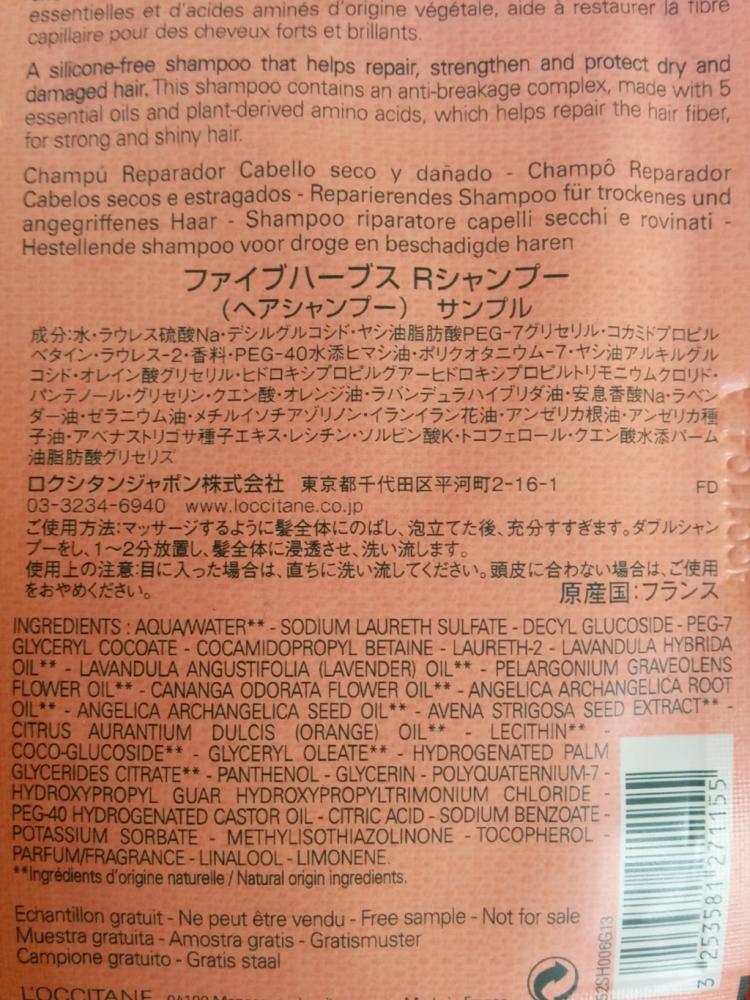 essentielles et d'acides aminés d'origine végétale, aide à restaurer la fibre
capillaire pour des cheveux forts et brillants.
A silicone-free shampoo that helps repair, strengthen and protect dry and
damaged hair. This shampoo contains an anti-breakage complex, made with 5
essential oils and plant-derived amino acids, which helps repair the hair fiber,
for strong and shiny hair.
Champú Reparador Cabello seco y dañado - Champô Reparador
Cabelos secos e estragados - Reparierendes Shampoo für trockenes und
angegriffenes Haar - Shampoo riparatore capelli secchi e rovinati -
Hestellende shampoo voor droge en beschadigde haren
ファイブハーブス Rシャンプー
(ヘアシャンプー) サンプル
成分:水・ラウレス硫酸Na・デシルグルコシド・ヤシ油脂肪酸PEG-7グリセリル・コカミドプロピル
ベタイン・ラウレス-2・香料・PEG-40水添ヒマシ油・ポリクオタニウム-7・ヤシ油アルキルグル
コシド・オレイン酸グリセリル・ヒドロキシプロピルグアーヒドロキシプロピルトリモニウムクロリド・
パンテノール・グリセリン・クエン酸・オレンジ油・ラバンデュラハイブリダ油・安息香酸Na・ラベン
ダー油・ゼラニウム油・メチルイソチアゾリノン・イランイラン花油・アンゼリカ根油・アンゼリカ種
子油・アベナストリゴサ種子エキス・レシチン・ソルビン酸K・トコフェロール・クエン酸水添パーム
油脂肪酸グリセリズ
ロクシタンジャポン株式会社 東京都千代田区平河町2-16-1 FD
03-3234-6940 www.loccitane.co.jp
ご使用方法:マッサージするように髪全体にのばし、泡立てた後、充分すすぎます。ダブルシャン
プーをし、1〜2分放置し、髪全体に浸透させ、洗い流します。
使用上の注意:目に入った場合は、直ちに洗い流してください。頭皮に合わない場合は、ご使用
をおやめください。 原産国:フランス
INGREDIENTS : AQUA/WATER** - SODIUM LAURETH SULFATE - DECYL GLUCOSIDE - PEG-7
GLYCERYL COCOATE - COCAMIDOPROPYL BETAINE - LAURETH-2 - LAVANDULA HYBRIDA
OIL** - LAVANDULA ANGUSTIFOLIA (LAVENDER) OIL** - PELARGONIUM GRAVEOLENS
FLOWER OIL** - CANANGA ODORATA FLOWER OIL** - ANGELICA ARCHANGELICA ROOT
OIL** - ANGELICA ARCHANGELICA SEED OIL** - AVENA STRIGOSA SEED EXTRACT** -
CITRUS AURANTIUM DULCIS (ORANGE) OIL** - LECITHIN** -
COCO-GLUCOSIDE** - GLYCERYL OLEATE** - HYDROGENATED PALM
GLYCERIDES CITRATE** - PANTHENOL - GLYCERIN - POLYQUATERNIUM-7 -
HYDROXYPROPYL GUAR HYDROXYPROPYLTRIMONIUM CHLORIDE -
PEG-40 HYDROGENATED CASTOR OIL - CITRIC ACID - SODIUM BENZOATE -
POTASSIUM SORBATE - METHYLISOTHIAZOLINONE - TOCOPHEROL -
PARFUM/FRAGRANCE - LINALOOL - LIMONENE.
**Ingrédients d'origine naturelle / Natural origin ingredients.
Echantillon gratuit - Ne peut être vendu - Free sample - Not for sale
Muestra gratuita - Amostra gratis - Gratismuster
Campione gratuito - Gratis staal
L'OCCITANE
3 253581 271155